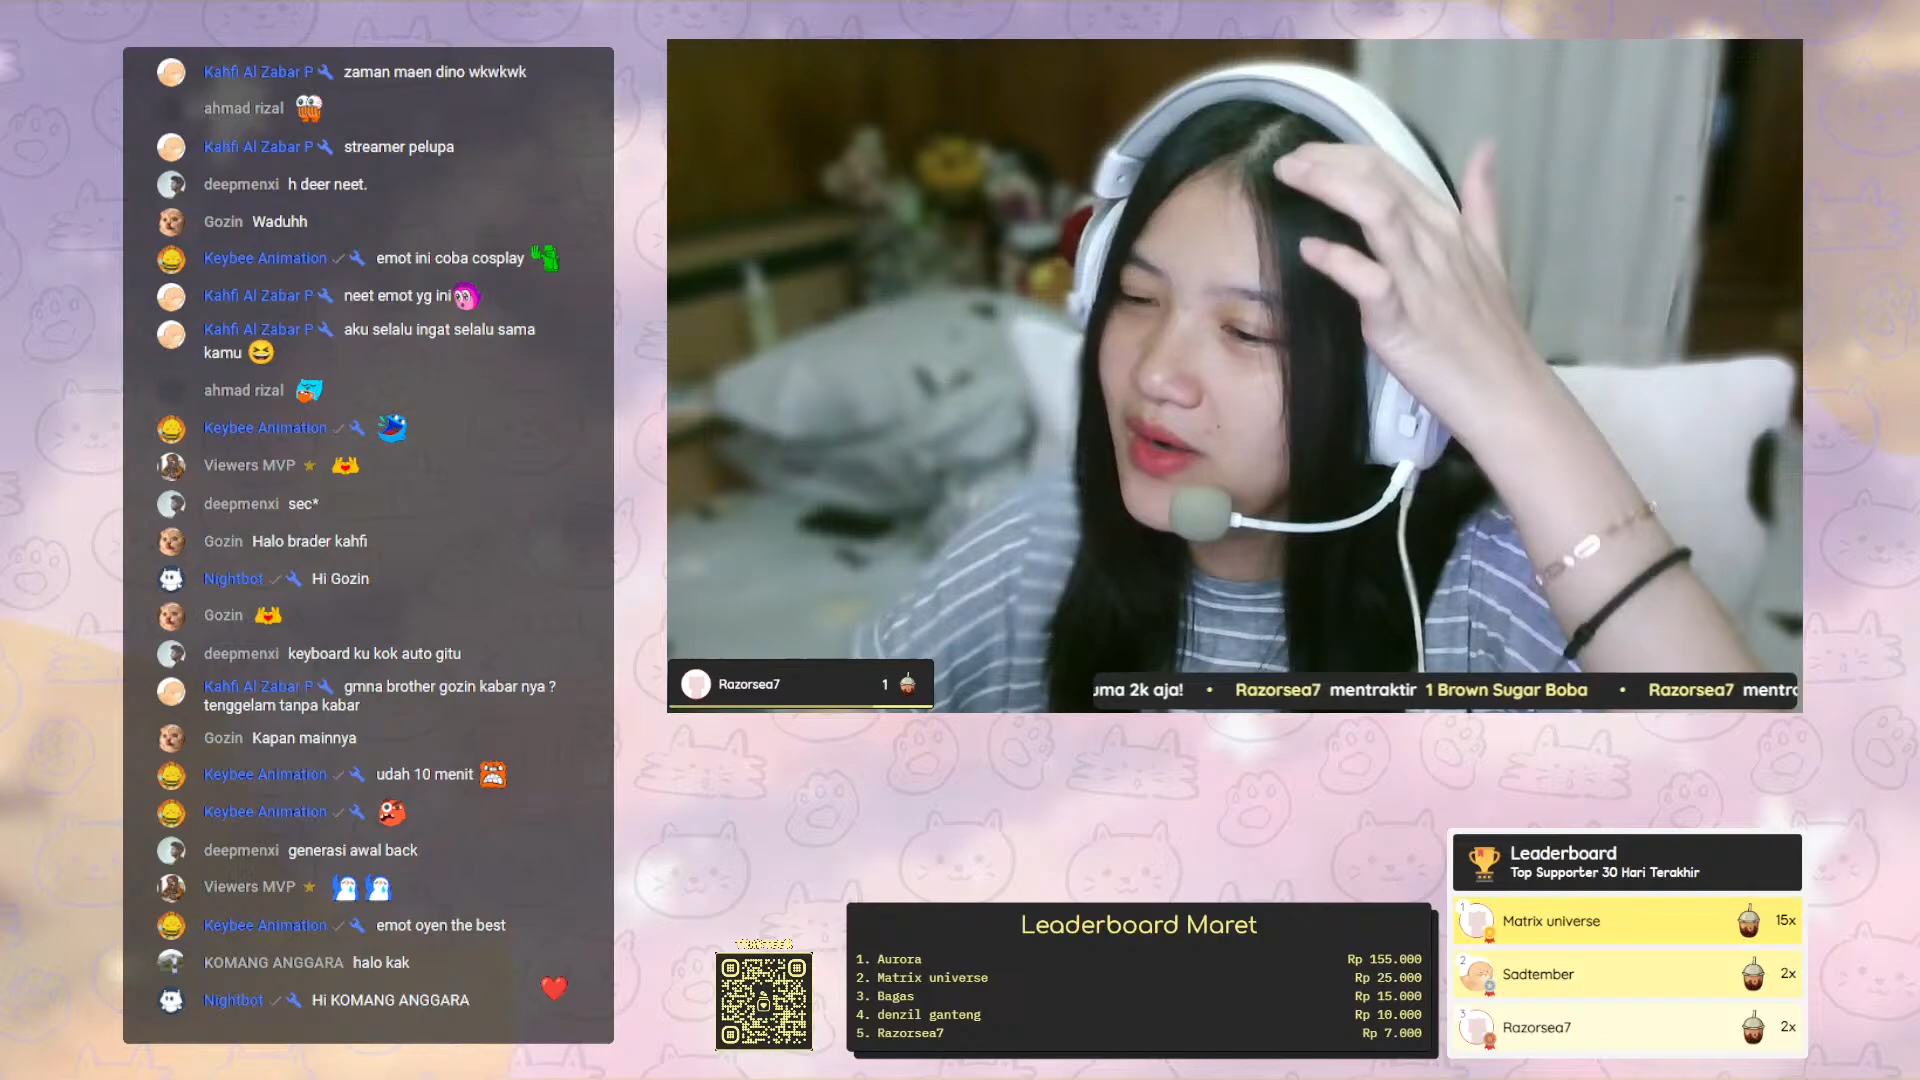 Kahfi Al Zabar P zaman maen dino wkwkwk
ahmad rizal
Kahfi Al Zabar P streamer pelupa
deepmenxi h deer neet.
Gozin Waduhh
Keybee Animation emot ini coba cosplay
Kahfi Al Zabar P neet emot yg ini
Kahfi Al Zabar P aku selalu ingat selalu sama
kamu
ahmad rizal
Keybee Animation
Viewers MVP
deepmenxi sec*
Gozin Halo brader kahfi
Nightbot Hi Gozin
Gozin
deepmenxi keyboard ku kok auto gitu
Kahfi Al Zabar P gmna brother gozin kabar nya ?
tenggelam tanpa kabar
Gozin Kapan mainnya
Keybee Animation udah 10 menit
Keybee Animation
deepmenxi generasi awal back
Viewers MVP
Keybee Animation emot oyen the best
KOMANG ANGGARA halo kak
Nightbot Hi KOMANG ANGGARA
Razorsea7 1
uma 2k aja! • Razorsea7 mentraktir 1 Brown Sugar Boba • Razorsea7 mentr
Leaderboard Maret
1. Aurora Rp 155.000
2. Matrix universe Rp 25.000
3. Bagas Rp 15.000
4. denzil ganteng Rp 10.000
5. Razorsea7 Rp 7.000
Leaderboard
Top Supporter 30 Hari Terakhir
1 Matrix universe 15x
2 Sadtember 2x
3 Razorsea7 2x